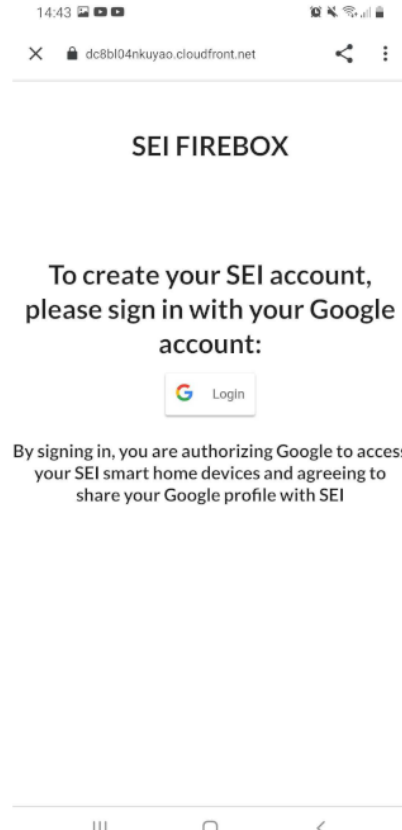 14:43
dc8bl04nkuyao.cloudfront.net
SEI FIREBOX
To create your SEI account,
please sign in with your Google
account:
G Login
By signing in, you are authorizing Google to access
your SEI smart home devices and agreeing to
share your Google profile with SEI